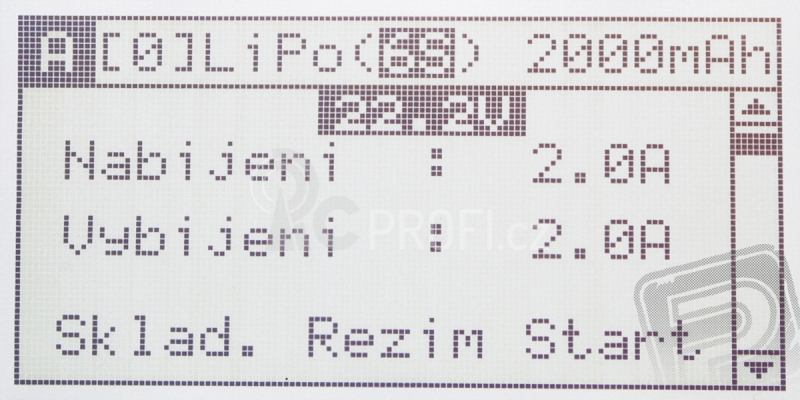 A [0]LiPo(6S) 2000mAh
22.2V
Nabijeni : 2.0A
Vybijeni : 2.0A
RC PROFI.cz
Sklad. Rezim Start